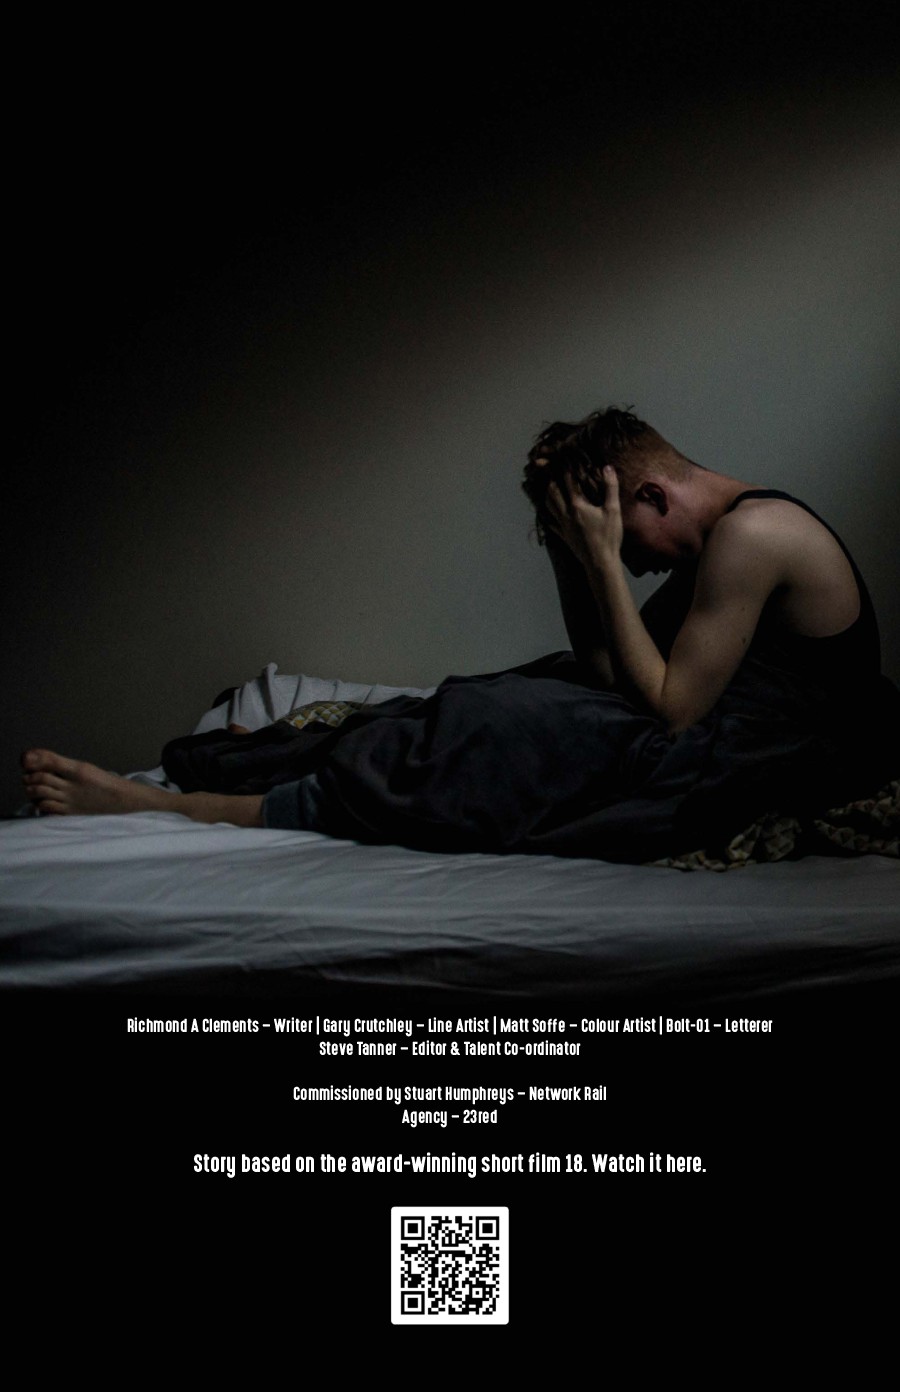 Richmond A Clements – Writer | Gary Crutchley – Line Artist | Matt Soffe – Colour Artist | Bolt-01 – Letterer
Steve Tanner – Editor & Talent Co-ordinator
Commissioned by Stuart Humphreys – Network Rail
Agency – 23red
Story based on the award-winning short film 18. Watch it here.